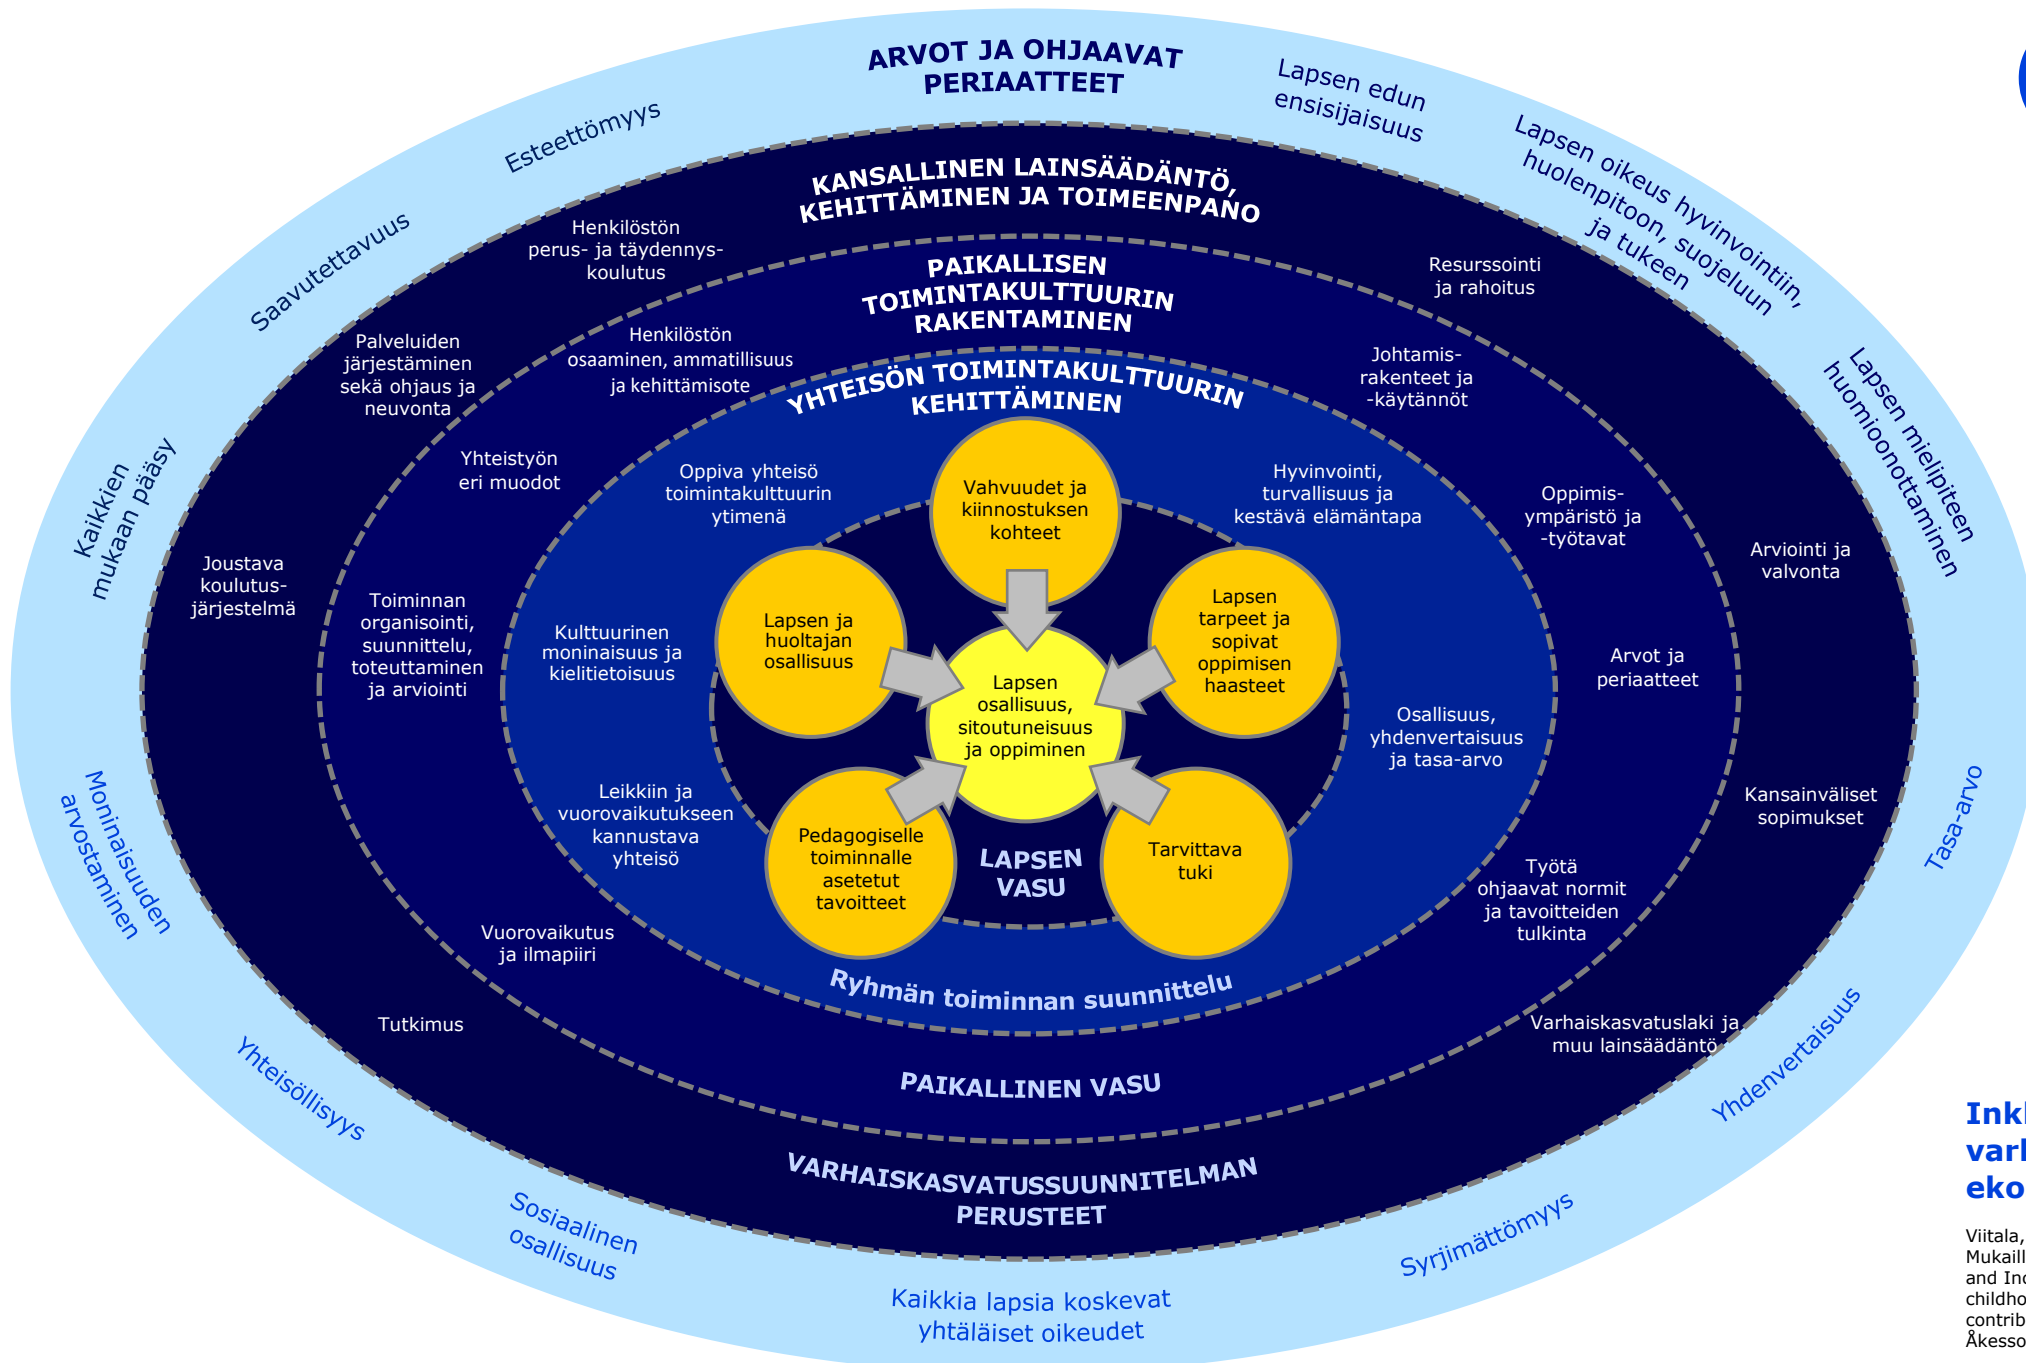 ARVOT JA OHJAAVAT
PERIAATTEET
Lapsen edun
ensisijaisuus
Lapsen oikeus hyvinvointiin,
huolenpitoon, suojeluun
ja tukeen
Lapsen mielipiteen
huomioonottaminen
Tasa-arvo
Yhdenvertaisuus
Syrjimättömyys
Kaikkia lapsia koskevat
yhtäläiset oikeudet
Sosiaalinen
osallisuus
Yhteisöllisyys
Moninaisuuden
arvostaminen
Kaikkien
mukaan pääsy
Saavutettavuus
Esteettömyys
KANSALLINEN LAINSÄÄDÄNTÖ,
KEHITTÄMINEN JA TOIMEENPANO
Henkilöstön
perus- ja täydennys-
koulutus
Resurssointi
ja rahoitus
Palveluiden
järjestäminen
sekä ohjaus ja
neuvonta
Arviointi ja
valvonta
Joustava
koulutus-
järjestelmä
Kansainväliset
sopimukset
Tutkimus
Varhaiskasvatuslaki ja
muu lainsäädäntö
VARHAISKASVATUSSUUNNITELMAN
PERUSTEET
PAIKALLISEN
TOIMINTAKULTTUURIN
RAKENTAMINEN
Henkilöstön
osaaminen, ammatillisuus
ja kehittämisote
Johtamis-
rakenteet ja
-käytännöt
Yhteistyön
eri muodot
Oppimis-
ympäristö ja
-työtavat
Toiminnan
organisointi,
suunnittelu,
toteuttaminen
ja arviointi
Arvot ja
periaatteet
Vuorovaikutus
ja ilmapiiri
Työtä
ohjaavat normit
ja tavoitteiden
tulkinta
PAIKALLINEN VASU
YHTEISÖN TOIMINTAKULTTUURIN
KEHITTÄMINEN
Oppiva yhteisö
toimintakulttuurin
ytimenä
Hyvinvointi,
turvallisuus ja
kestävä elämäntapa
Kulttuurinen
moninaisuus ja
kielitietoisuus
Osallisuus,
yhdenvertaisuus
ja tasa-arvo
Leikkiin ja
vuorovaikutukseen
kannustava
yhteisö
Ryhmän toiminnan suunnittelu
Vahvuudet ja
kiinnostuksen
kohteet
Lapsen ja
huoltajan
osallisuus
Lapsen
tarpeet ja
sopivat
oppimisen
haasteet
Lapsen
osallisuus,
sitoutuneisuus
ja oppiminen
Pedagogiselle
toiminnalle
asetetut
tavoitteet
Tarvittava
tuki
LAPSEN
VASU
eko
Viitala,
and